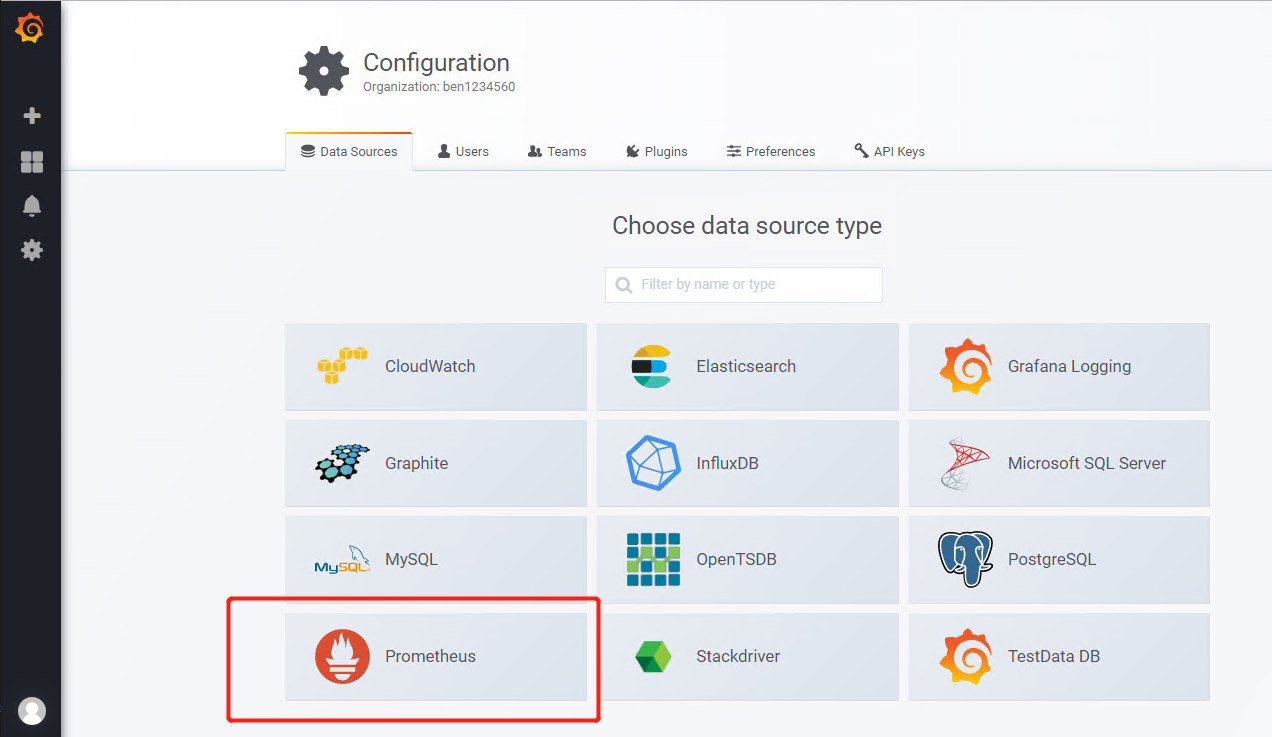 Configuration
Organization: ben1234560
Data Sources Users Teams Plugins Preferences API Keys
Choose data source type
Filter by name or type
CloudWatch Elasticsearch Grafana Logging
Graphite InfluxDB Microsoft SQL Server
MySQL MySQL OpenTSDB PostgreSQL
Prometheus Stackdriver TestData DB